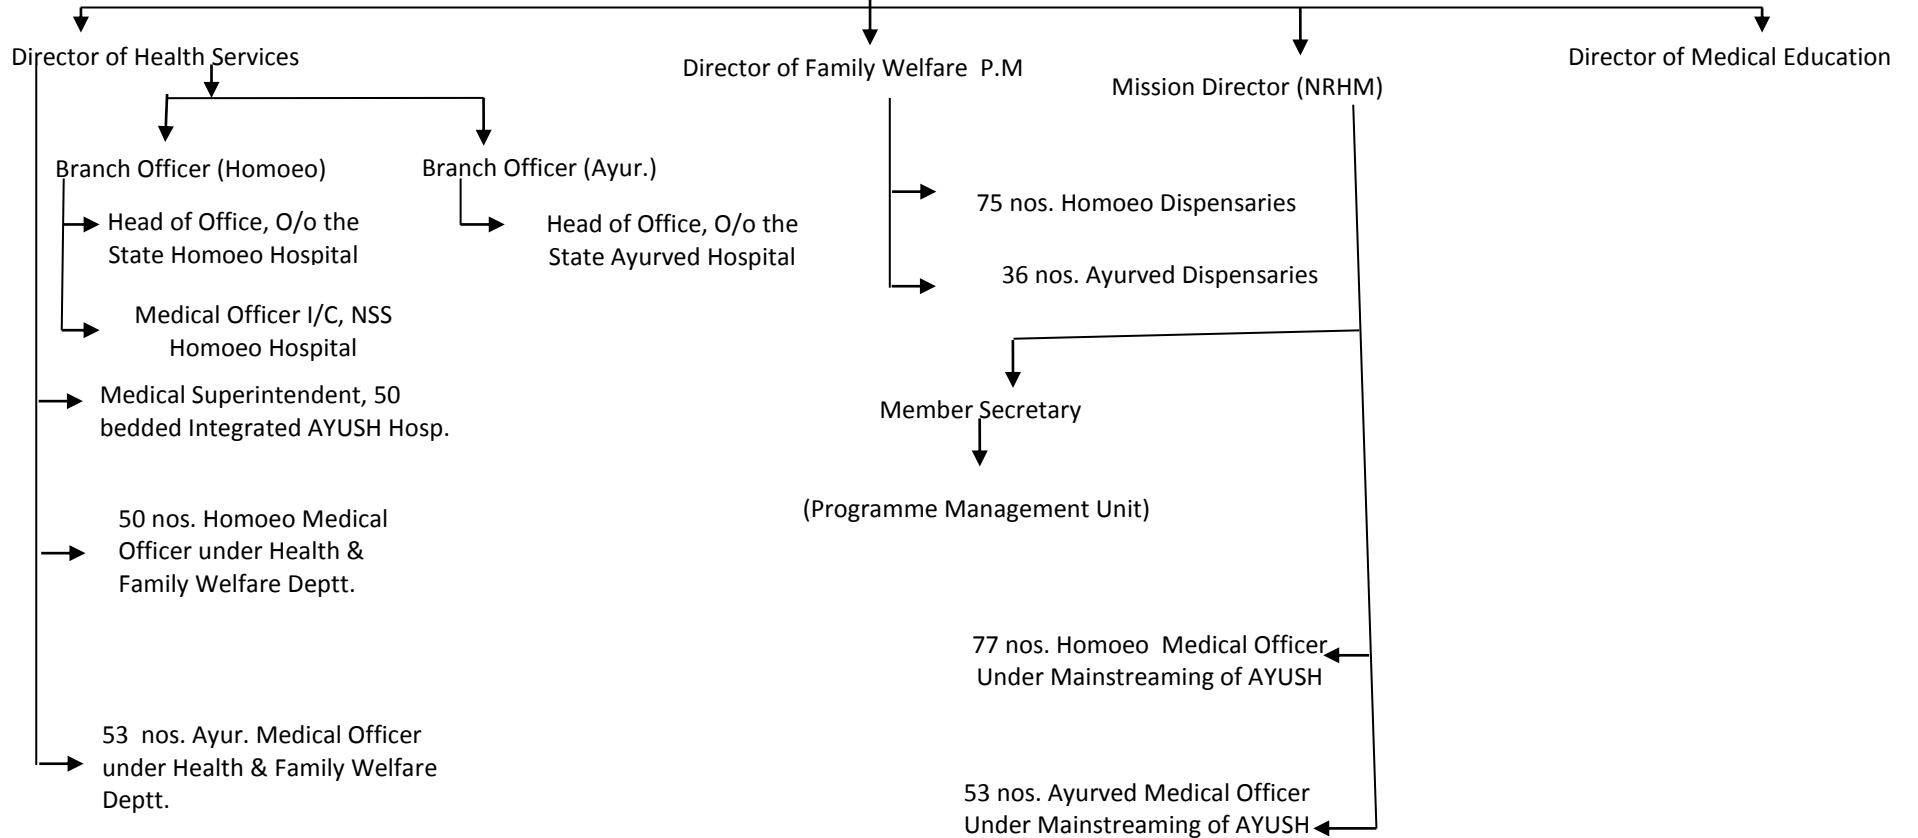 Director of Health Services
Director of Family Welfare P.M
Mission Director (NRHM)
Director of Medical Education
Branch Officer (Homoeo)
Branch Officer (Ayur.)
Head of Office, O/o the
State Homoeo Hospital
Head of Office, O/o the
State Ayurved Hospital
75 nos. Homoeo Dispensaries
36 nos. Ayurved Dispensaries
Medical Officer I/C, NSS
Homoeo Hospital
Medical Superintendent, 50
bedded Integrated AYUSH Hosp.
Member Secretary
(Programme Management Unit)
50 nos. Homoeo Medical
Officer under Health &
Family Welfare Deptt.
77 nos. Homoeo Medical Officer
Under Mainstreaming of AYUSH
53 nos. Ayur. Medical Officer
under Health & Family Welfare
Deptt.
53 nos. Ayurved Medical Officer
Under Mainstreaming of AYUSH